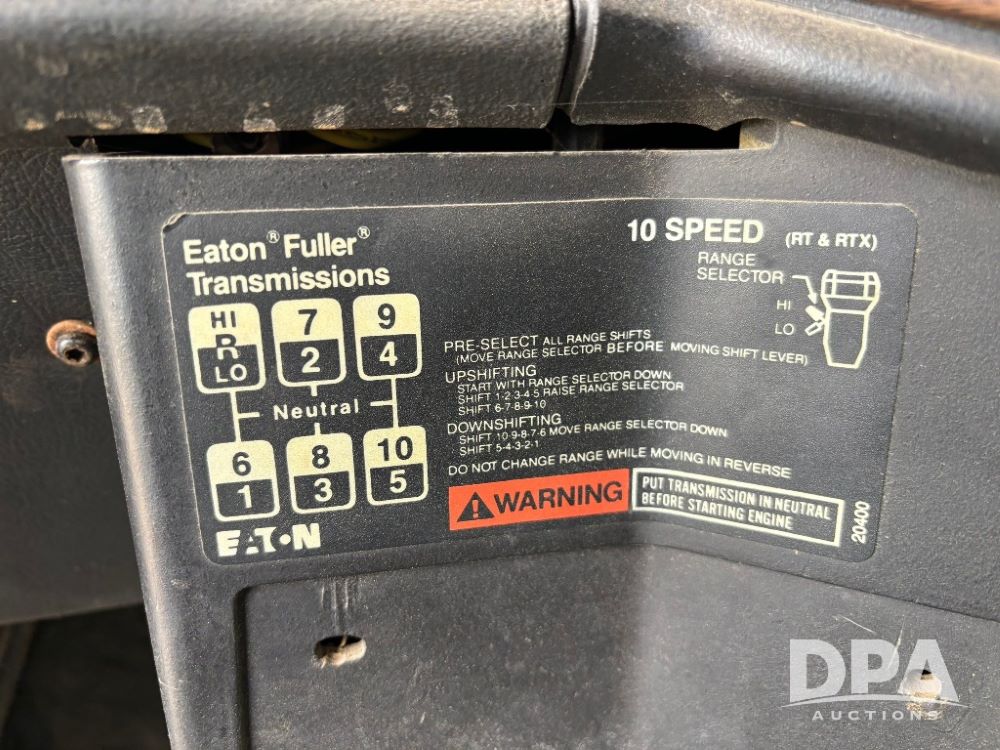 Eaton® Fuller®
Transmissions
10 SPEED (RT & RTX)
RANGE
SELECTOR
HI
LO
HI
R
LO
7
2
9
4
Neutral
6
1
8
3
10
5
PRE-SELECT ALL RANGE SHIFTS
(MOVE RANGE SELECTOR BEFORE MOVING SHIFT LEVER)
UPSHIFTING
START WITH RANGE SELECTOR DOWN
SHIFT 1-2-3-4-5 RAISE RANGE SELECTOR
SHIFT 6-7-8-9-10
DOWNSHIFTING
SHIFT 10-9-8-7-6 MOVE RANGE SELECTOR DOWN
SHIFT 5-4-3-2-1
DO NOT CHANGE RANGE WHILE MOVING IN REVERSE
WARNING
PUT TRANSMISSION IN NEUTRAL
BEFORE STARTING ENGINE
20400
EATON
DPA
AUCTIONS